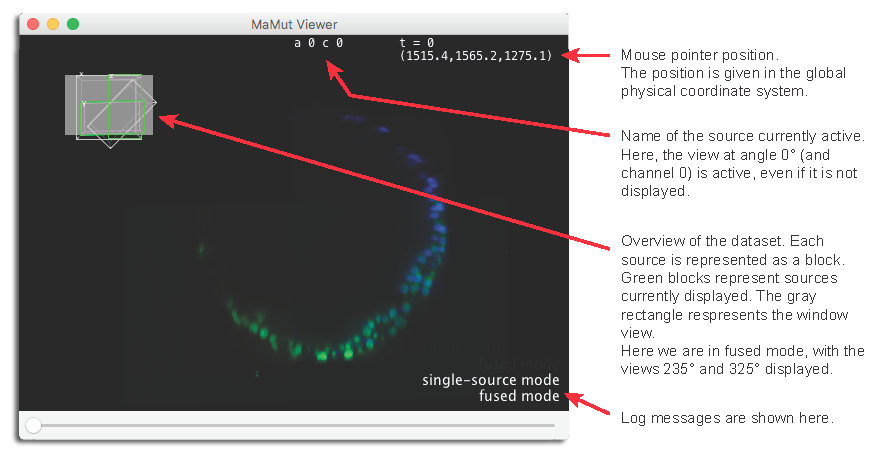 MaMut Viewer
a 0 c 0
t = 0
(1515.4,1565.2,1275.1)
Mouse pointer position.
The position is given in the global
physical coordinate system.
Name of the source currently active.
Here, the view at angle 0° (and
channel 0) is active, even if it is not
displayed.
x
z
y
Overview of the dataset. Each
source is represented as a block.
Green blocks represent sources
currently displayed. The gray
rectangle respresents the window
view.
Here we are in fused mode, with the
views 235° and 325° displayed.
fused mode
single-source mode
fused mode
Log messages are shown here.